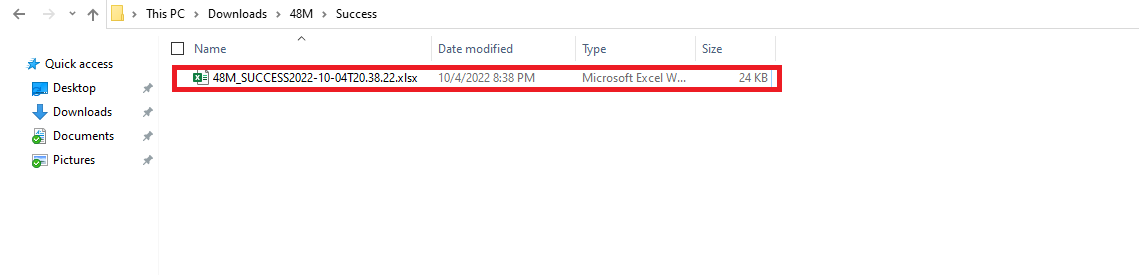 This PC > Downloads > 48M > Success
Name Date modified Type Size
Quick access
48M_SUCCESS2022-10-04T20.38.22.xlsx 10/4/2022 8:38 PM Microsoft Excel W... 24 KB
Desktop
Downloads
Documents
Pictures